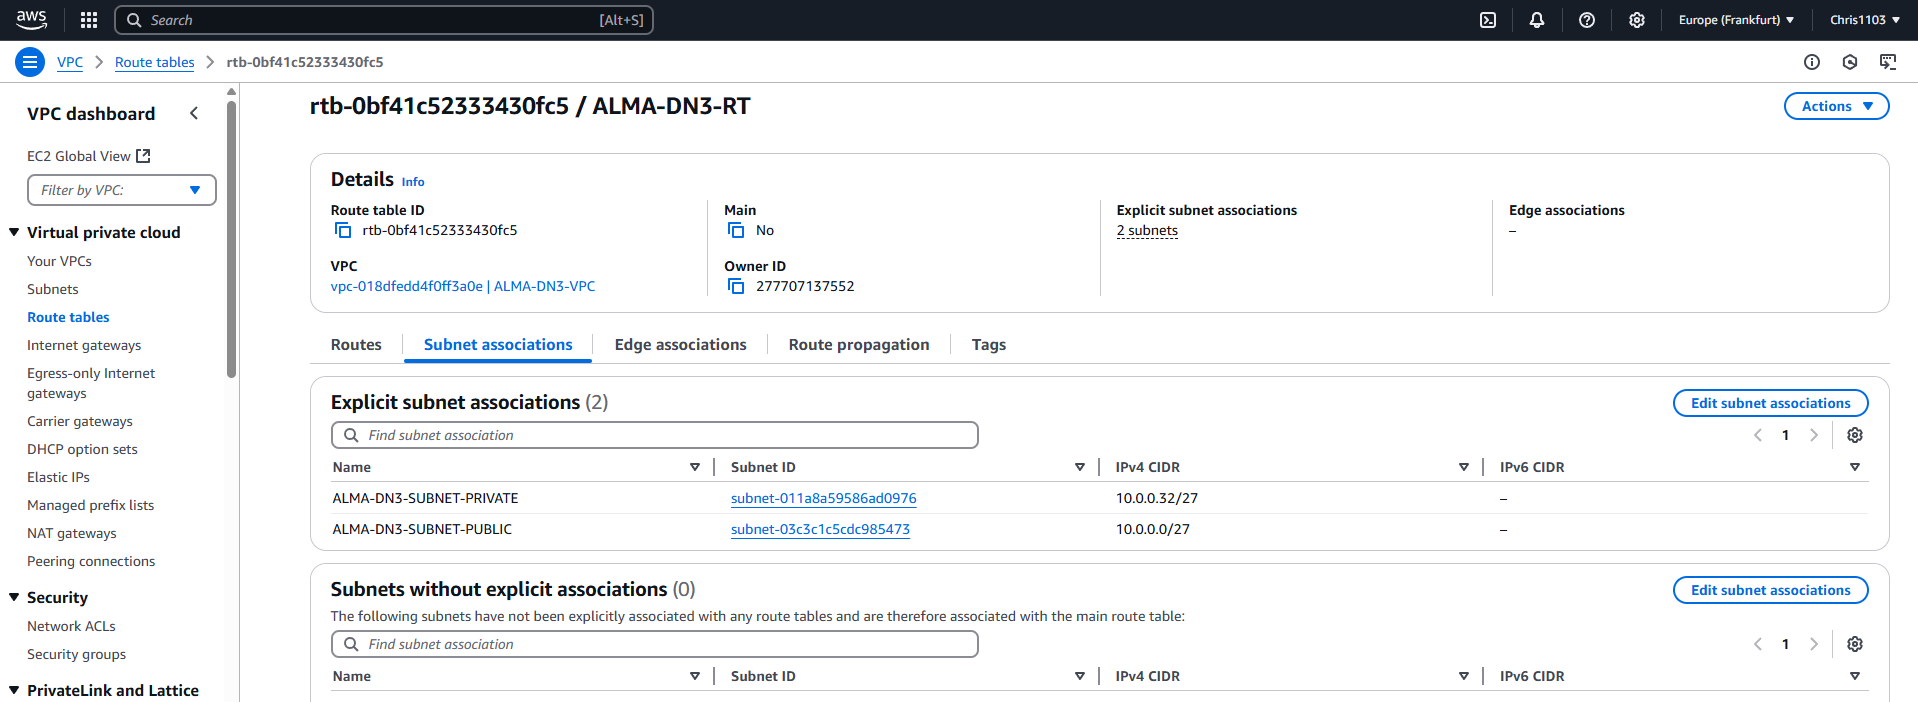 aws
Search [Alt+S]
Europe (Frankfurt)
Chris1103
VPC
Route tables
rtb-0bf41c52333430fc5
VPC dashboard
EC2 Global View
Filter by VPC:
Virtual private cloud
Your VPCs
Subnets
Route tables
Internet gateways
Egress-only Internet
gateways
Carrier gateways
DHCP option sets
Elastic IPs
Managed prefix lists
NAT gateways
Peering connections
Security
Network ACLs
Security groups
PrivateLink and Lattice
rtb-0bf41c52333430fc5 / ALMA-DN3-RT
Actions
Details Info
Route table ID
rtb-0bf41c52333430fc5
Main
No
Explicit subnet associations
2 subnets
Edge associations
–
VPC
vpc-018dfedd4f0ff3a0e | ALMA-DN3-VPC
Owner ID
277707137552
Routes
Subnet associations
Edge associations
Route propagation
Tags
Explicit subnet associations (2)
Edit subnet associations
Find subnet association
1
Name Subnet ID IPv4 CIDR IPv6 CIDR
ALMA-DN3-SUBNET-PRIVATE subnet-011a8a59586ad0976 10.0.0.32/27 –
ALMA-DN3-SUBNET-PUBLIC subnet-03c3c1c5cdc985473 10.0.0.0/27 –
Subnets without explicit associations (0)
Edit subnet associations
The following subnets have not been explicitly associated with any route tables and are therefore associated with the main route table:
Find subnet association
1
Name Subnet ID IPv4 CIDR IPv6 CIDR